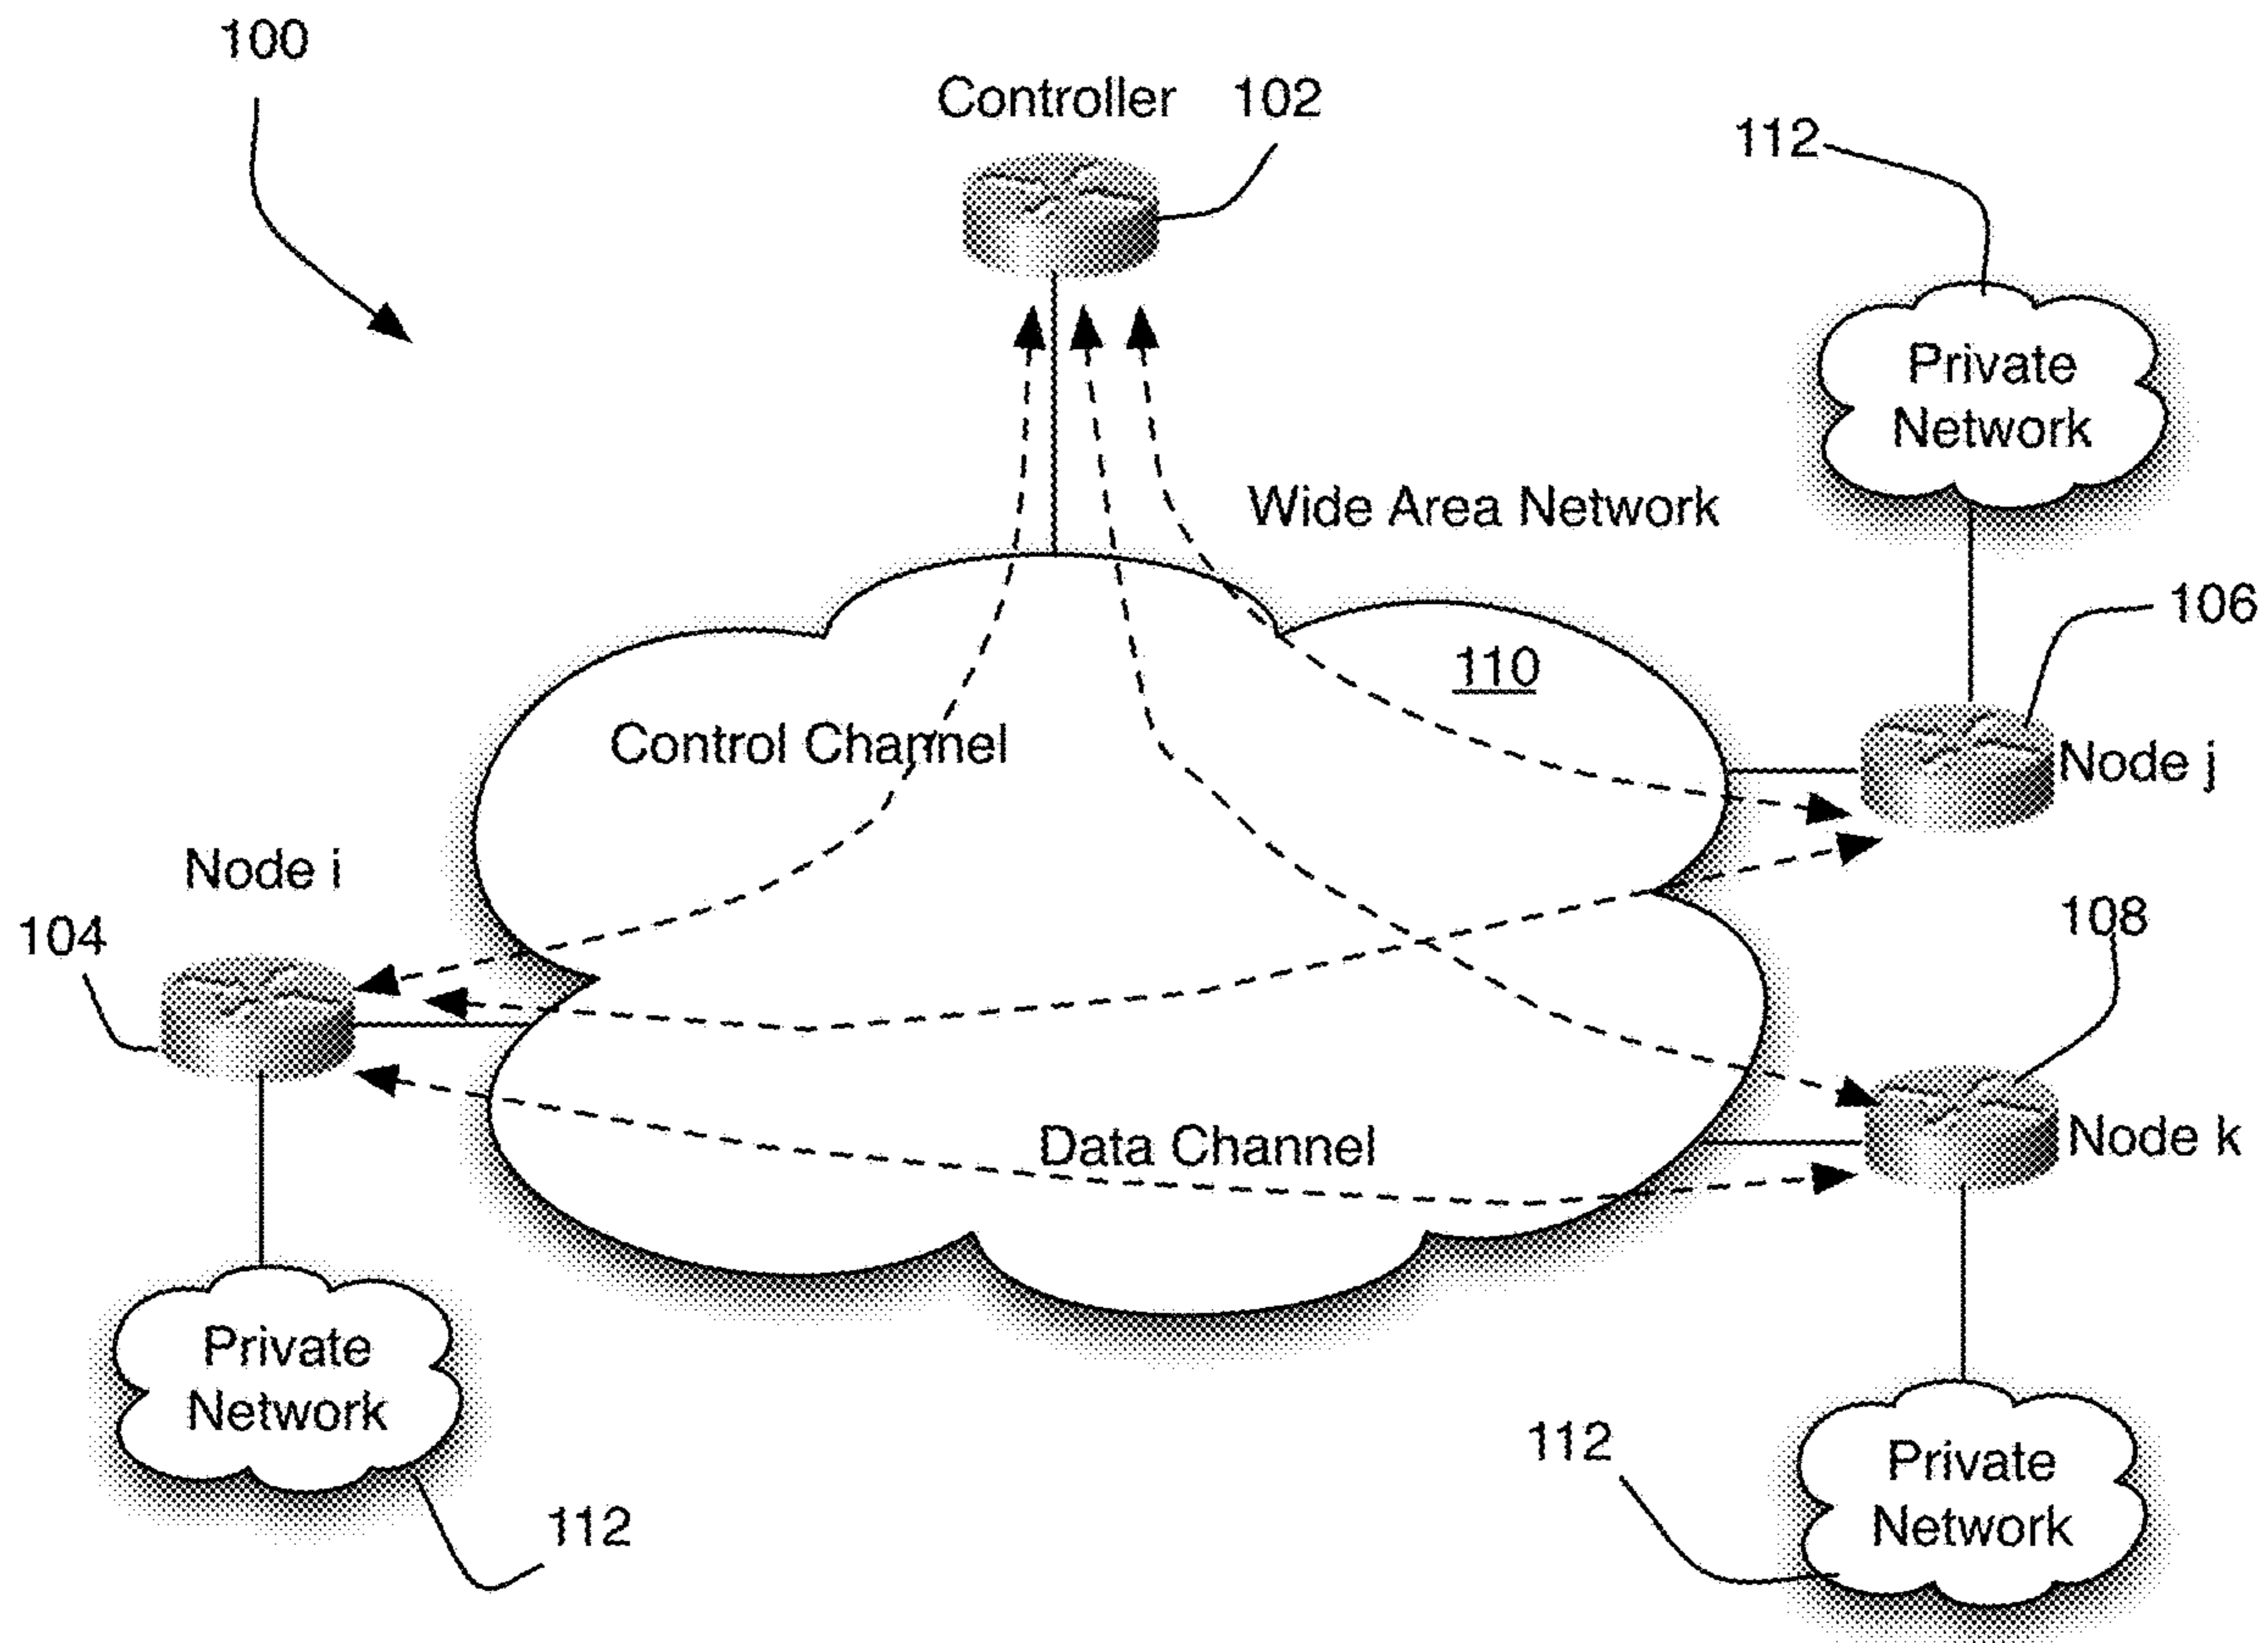 100
Controller
102
112
Private
Network
Wide Area Network
106
110
Control Channel
Node j
Node i
104
108
Data Channel
Node k
Private
Network
112
112
Private
Network